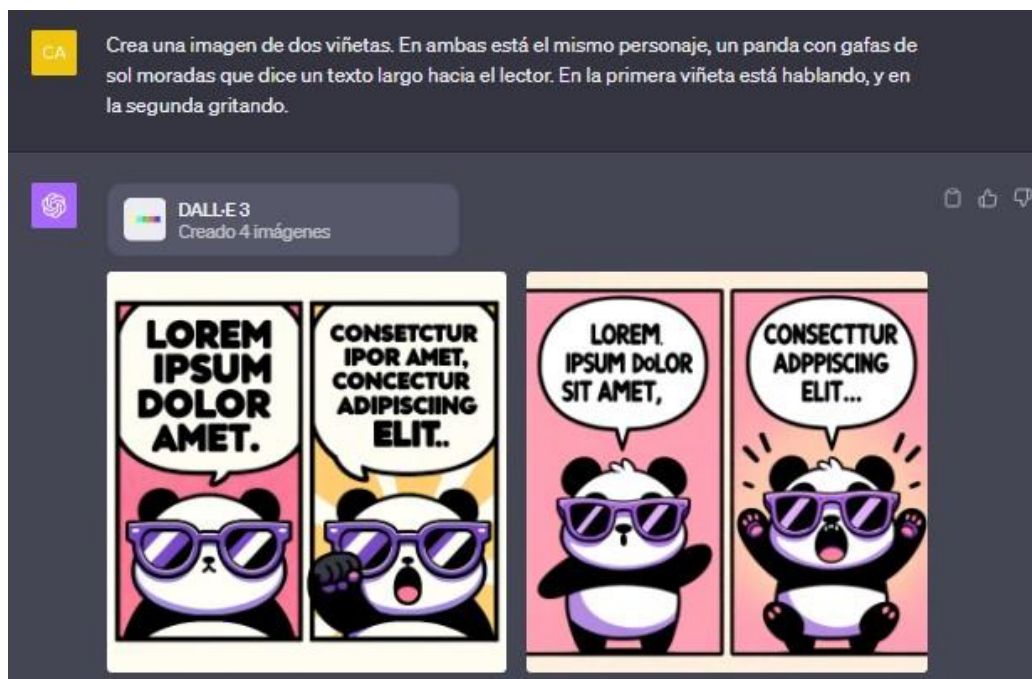 CA
Crea una imagen de dos viñetas. En ambas está el mismo personaje, un panda con gafas de
sol moradas que dice un texto largo hacia el lector. En la primera viñeta está hablando, y en
la segunda gritando.
DALL·E 3
Creado 4 imágenes
LOREM
IPSUM
DOLOR
AMET.
CONSETCTUR
IPOR AMET,
CONCECTUR
ADIPISCIING
ELIT..
LOREM.
IPSUM DOLOR
SIT AMET,
CONSECTTUR
ADPPISCING
ELIT...